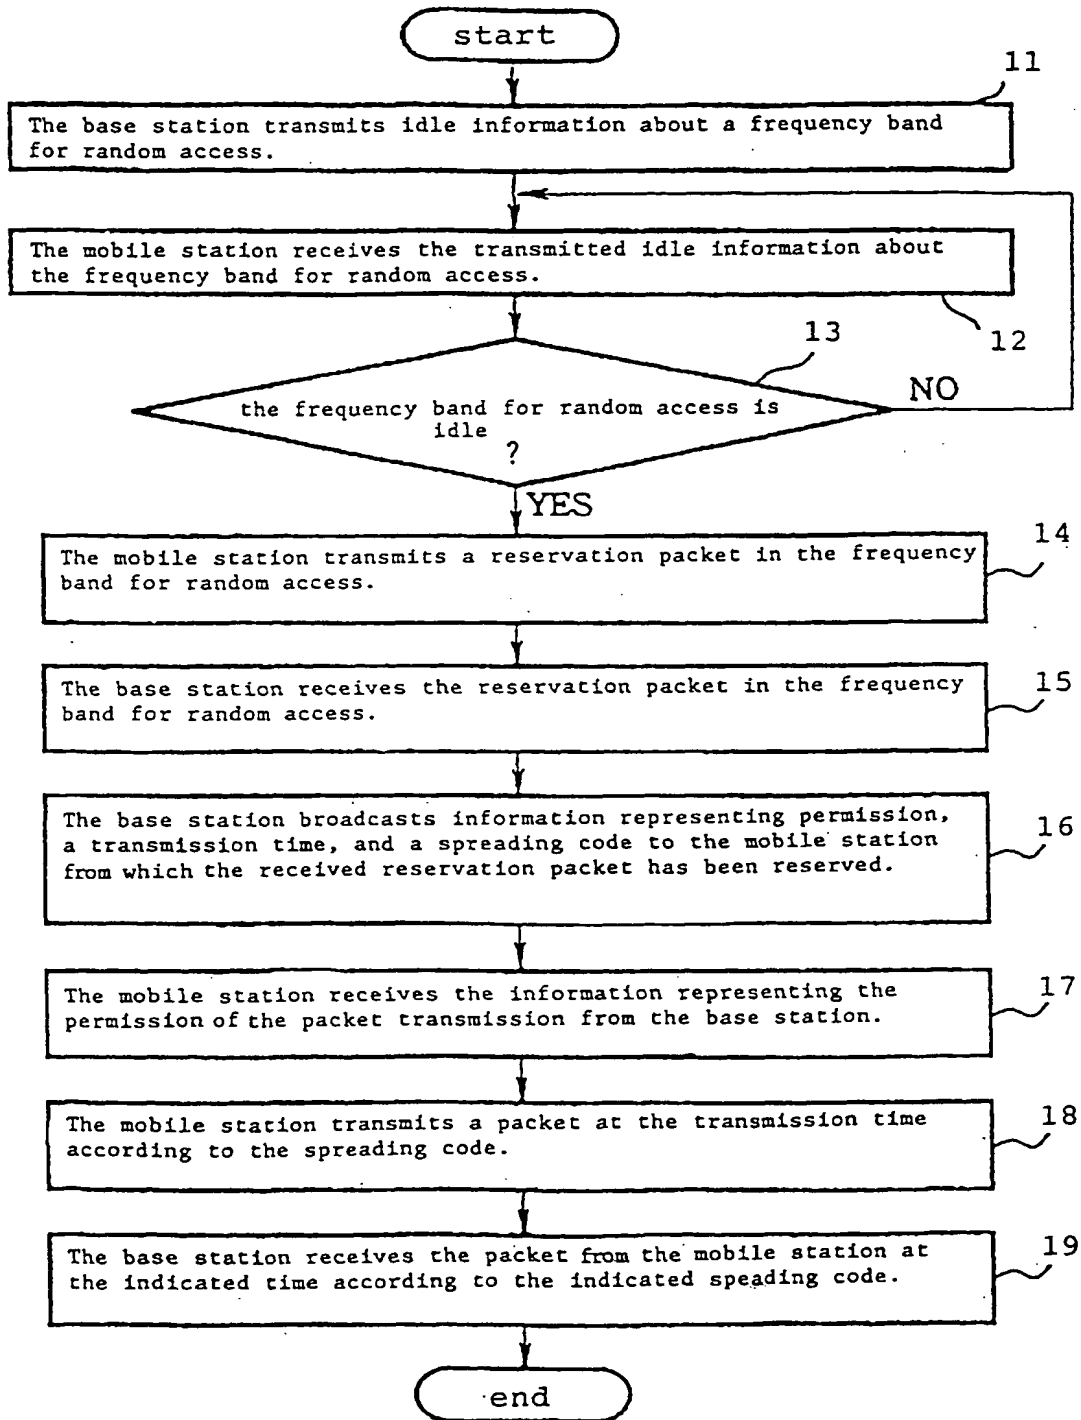 start
11
The base station transmits idle information about a frequency band
for random access.
The mobile station receives the transmitted idle information about
the frequency band for random access.
12
13
the frequency band for random access is
idle
?
NO
YES
14
The mobile station transmits a reservation packet in the frequency
band for random access.
15
The base station receives the reservation packet in the frequency
band for random access.
16
The base station broadcasts information representing permission,
a transmission time, and a spreading code to the mobile station
from which the received reservation packet has been reserved.
17
The mobile station receives the information representing the
permission of the packet transmission from the base station.
18
The mobile station transmits a packet at the transmission time
according to the spreading code.
19
The base station receives the packet from the mobile station at
the indicated time according to the indicated speading code.
end